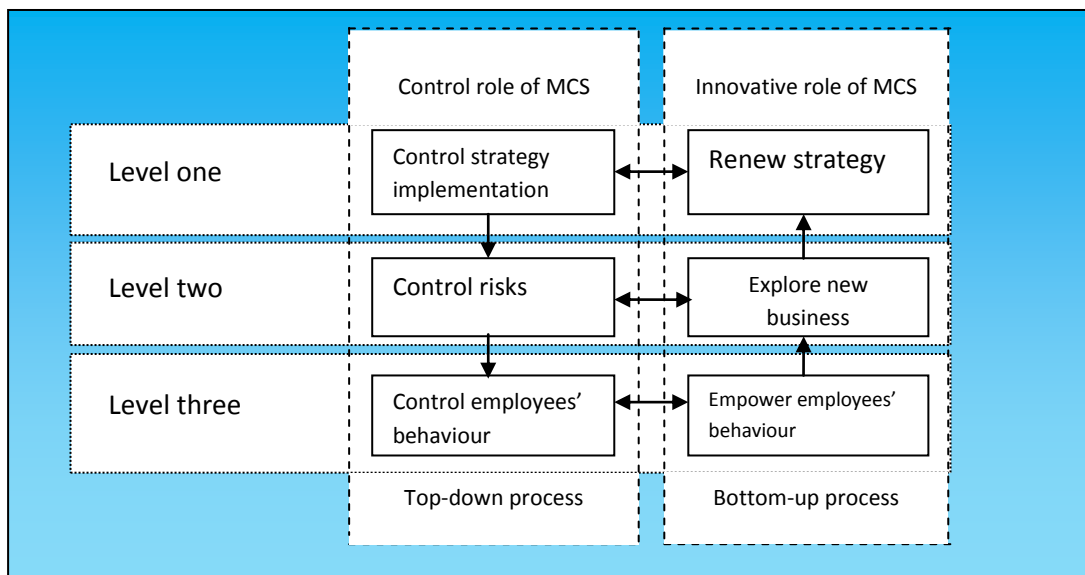 Control role of MCS
Innovative role of MCS
Level one
Control strategy
implementation
Renew strategy
Level two
Control risks
Explore new
business
Level three
Control employees’
behaviour
Empower employees’
behaviour
Top-down process
Bottom-up process